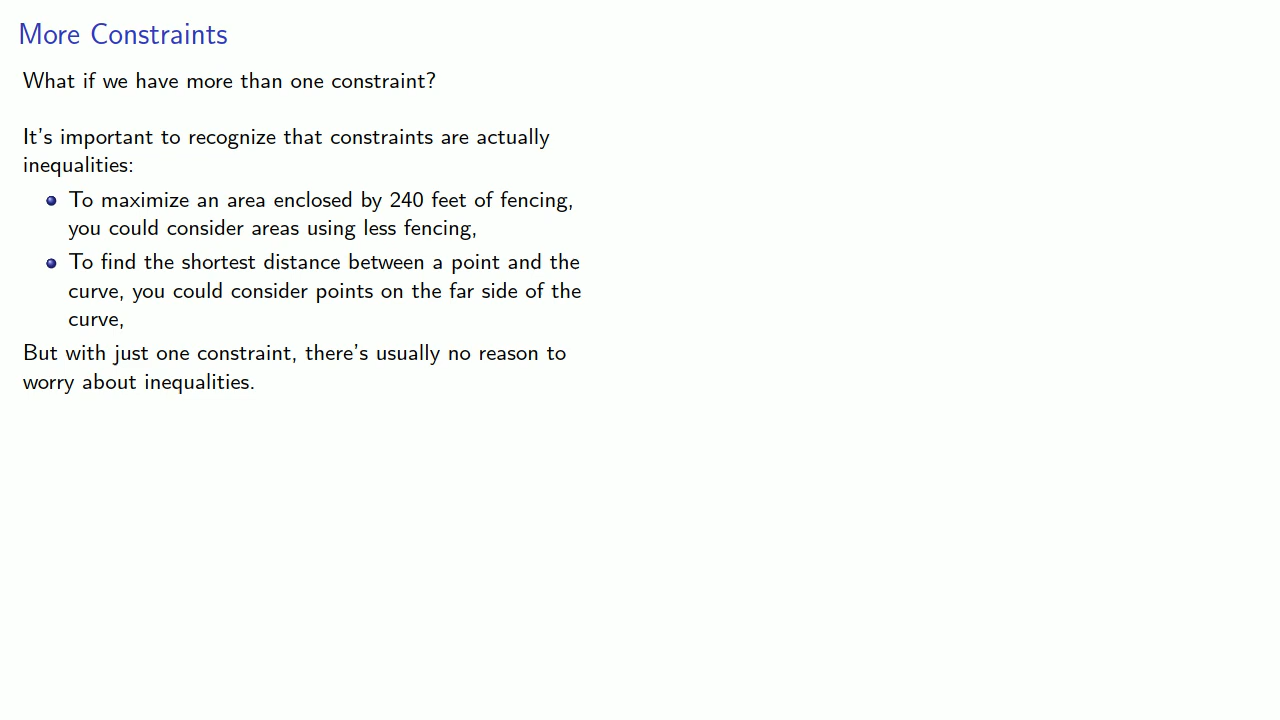 More Constraints
What if we have more than one constraint?
It's important to recognize that constraints are actually
inequalities:
To maximize an area enclosed by 240 feet of fencing,
you could consider areas using less fencing,
To find the shortest distance between a point and the
curve, you could consider points on the far side of the
curve,
But with just one constraint, there's usually no reason to
worry about inequalities.